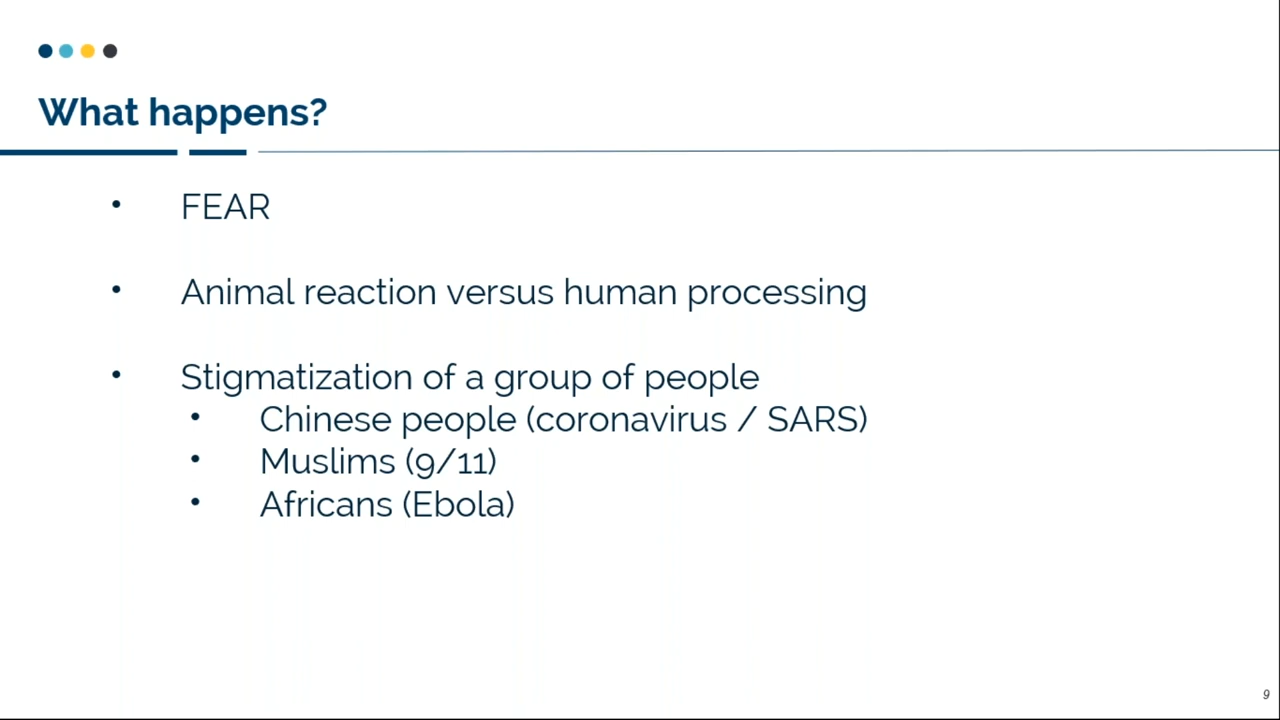 What happens?
• FEAR
• Animal reaction versus human processing
• Stigmatization of a group of people
• Chinese people (coronavirus / SARS)
• Muslims (9/11)
• Africans (Ebola)
9